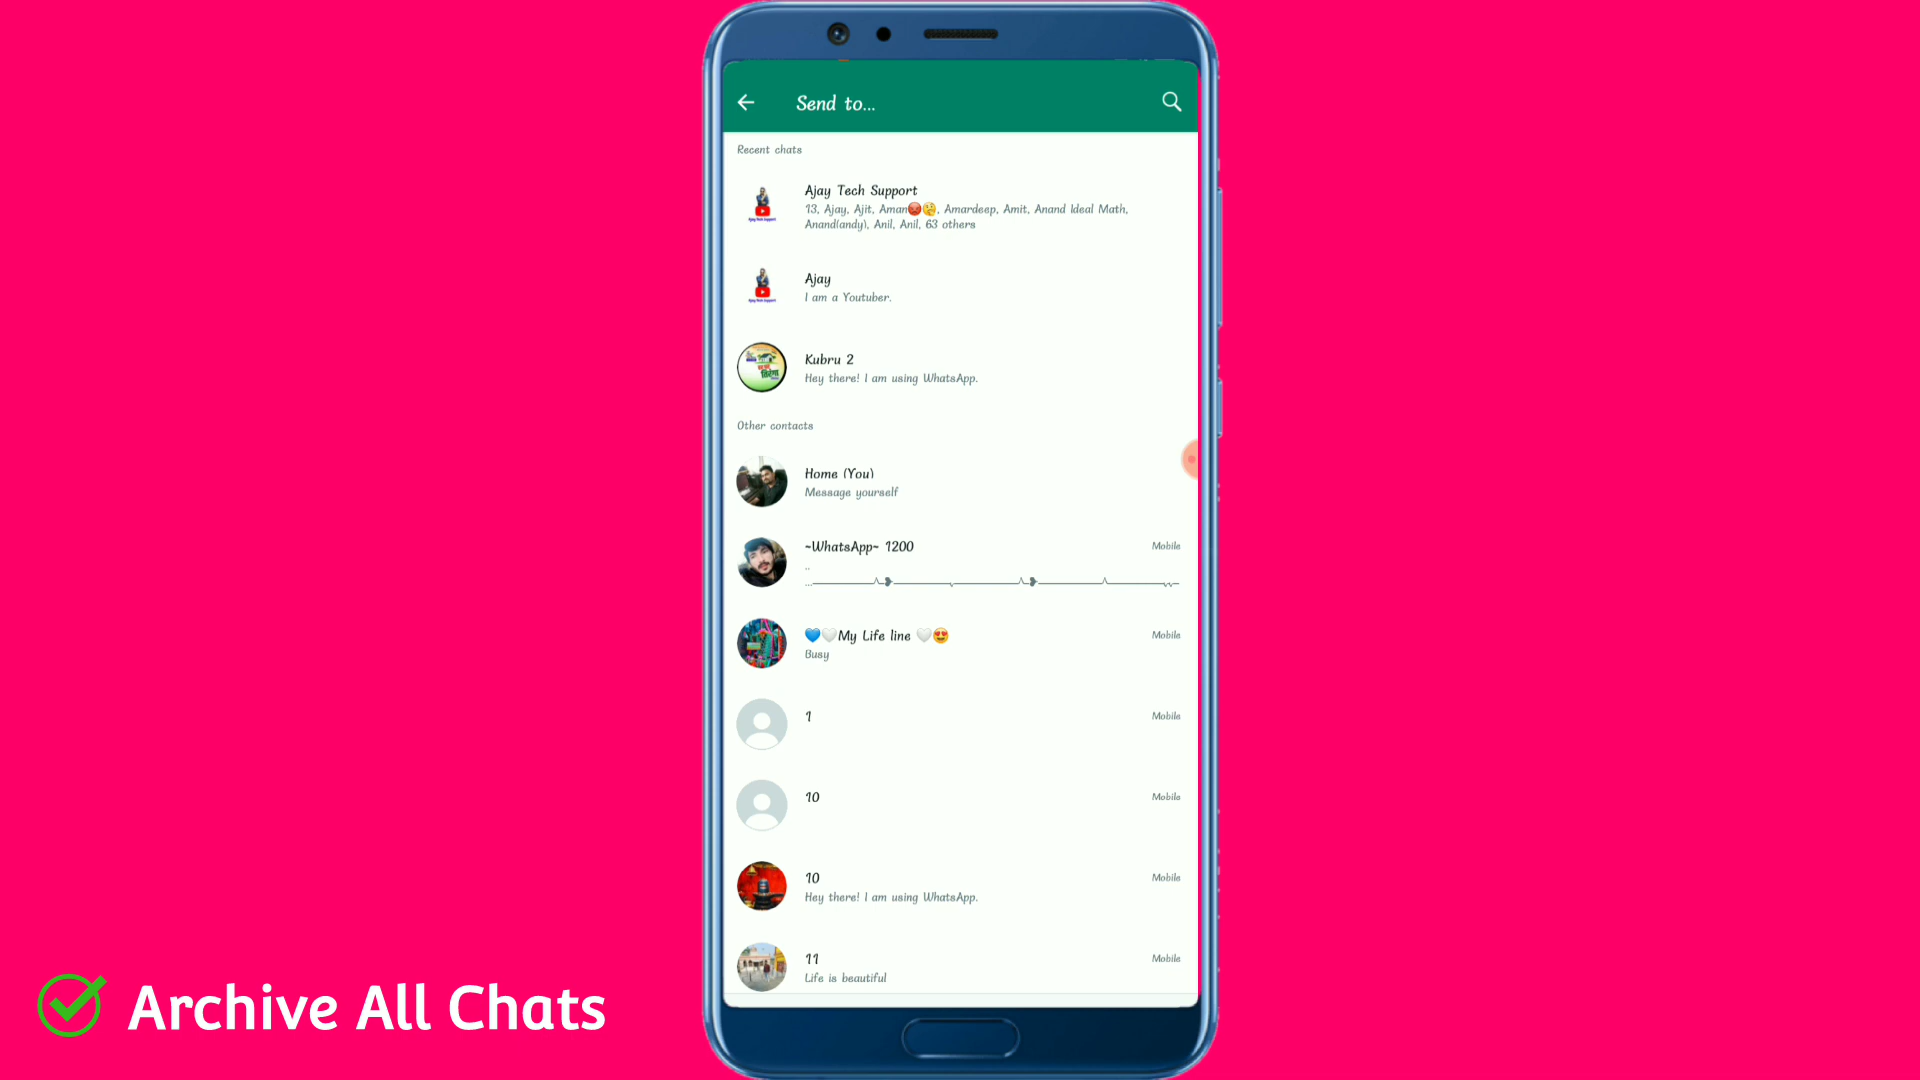 Send to...
Recent chats
Ajay Tech Support
13, Ajay, Ajit, Aman😡🤔, Amardeep, Amit, Anand Ideal Math,
Anand(andy), Anil, Anil, 63 others
Ajay
I am a Youtuber.
Kubru 2
Hey there! I am using WhatsApp.
Other contacts
Home (You)
Message yourself
~WhatsApp~ 1200
Mobile
..
💙🤍My Life line 🤍😍
Mobile
Busy
1
Mobile
10
Mobile
10
Mobile
Hey there! I am using WhatsApp.
11
Mobile
Life is beautiful
Archive All Chats